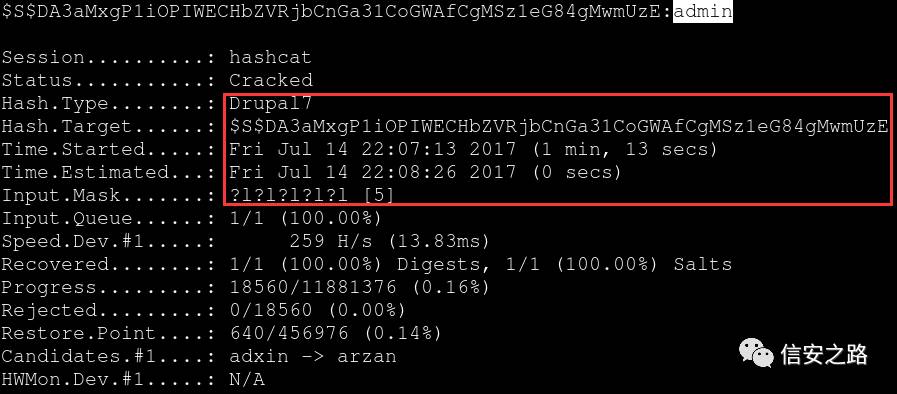 $S$DA3aMxgP1iOPIWECHbZVRjbCnGa31CoGWAfCgMSz1eG84gMwmUzE:admin
Session..........: hashcat
Status...........: Cracked
Hash.Type........: Drupal7
Hash.Target......: $S$DA3aMxgP1iOPIWECHbZVRjbCnGa31CoGWAfCgMSz1eG84gMwmUzE
Time.Started.....: Fri Jul 14 22:07:13 2017 (1 min, 13 secs)
Time.Estimated...: Fri Jul 14 22:08:26 2017 (0 secs)
Input.Mask.......: ?l?l?l?l?l [5]
Input.Queue......: 1/1 (100.00%)
Speed.Dev.#1.....:      259 H/s (13.83ms)
Recovered........: 1/1 (100.00%) Digests, 1/1 (100.00%) Salts
Progress.........: 18560/11881376 (0.16%)
Rejected.........: 0/18560 (0.00%)
Restore.Point....: 640/456976 (0.14%)
Candidates.#1....: adxin -> arzan
HWMon.Dev.#1.....: N/A
信安之路